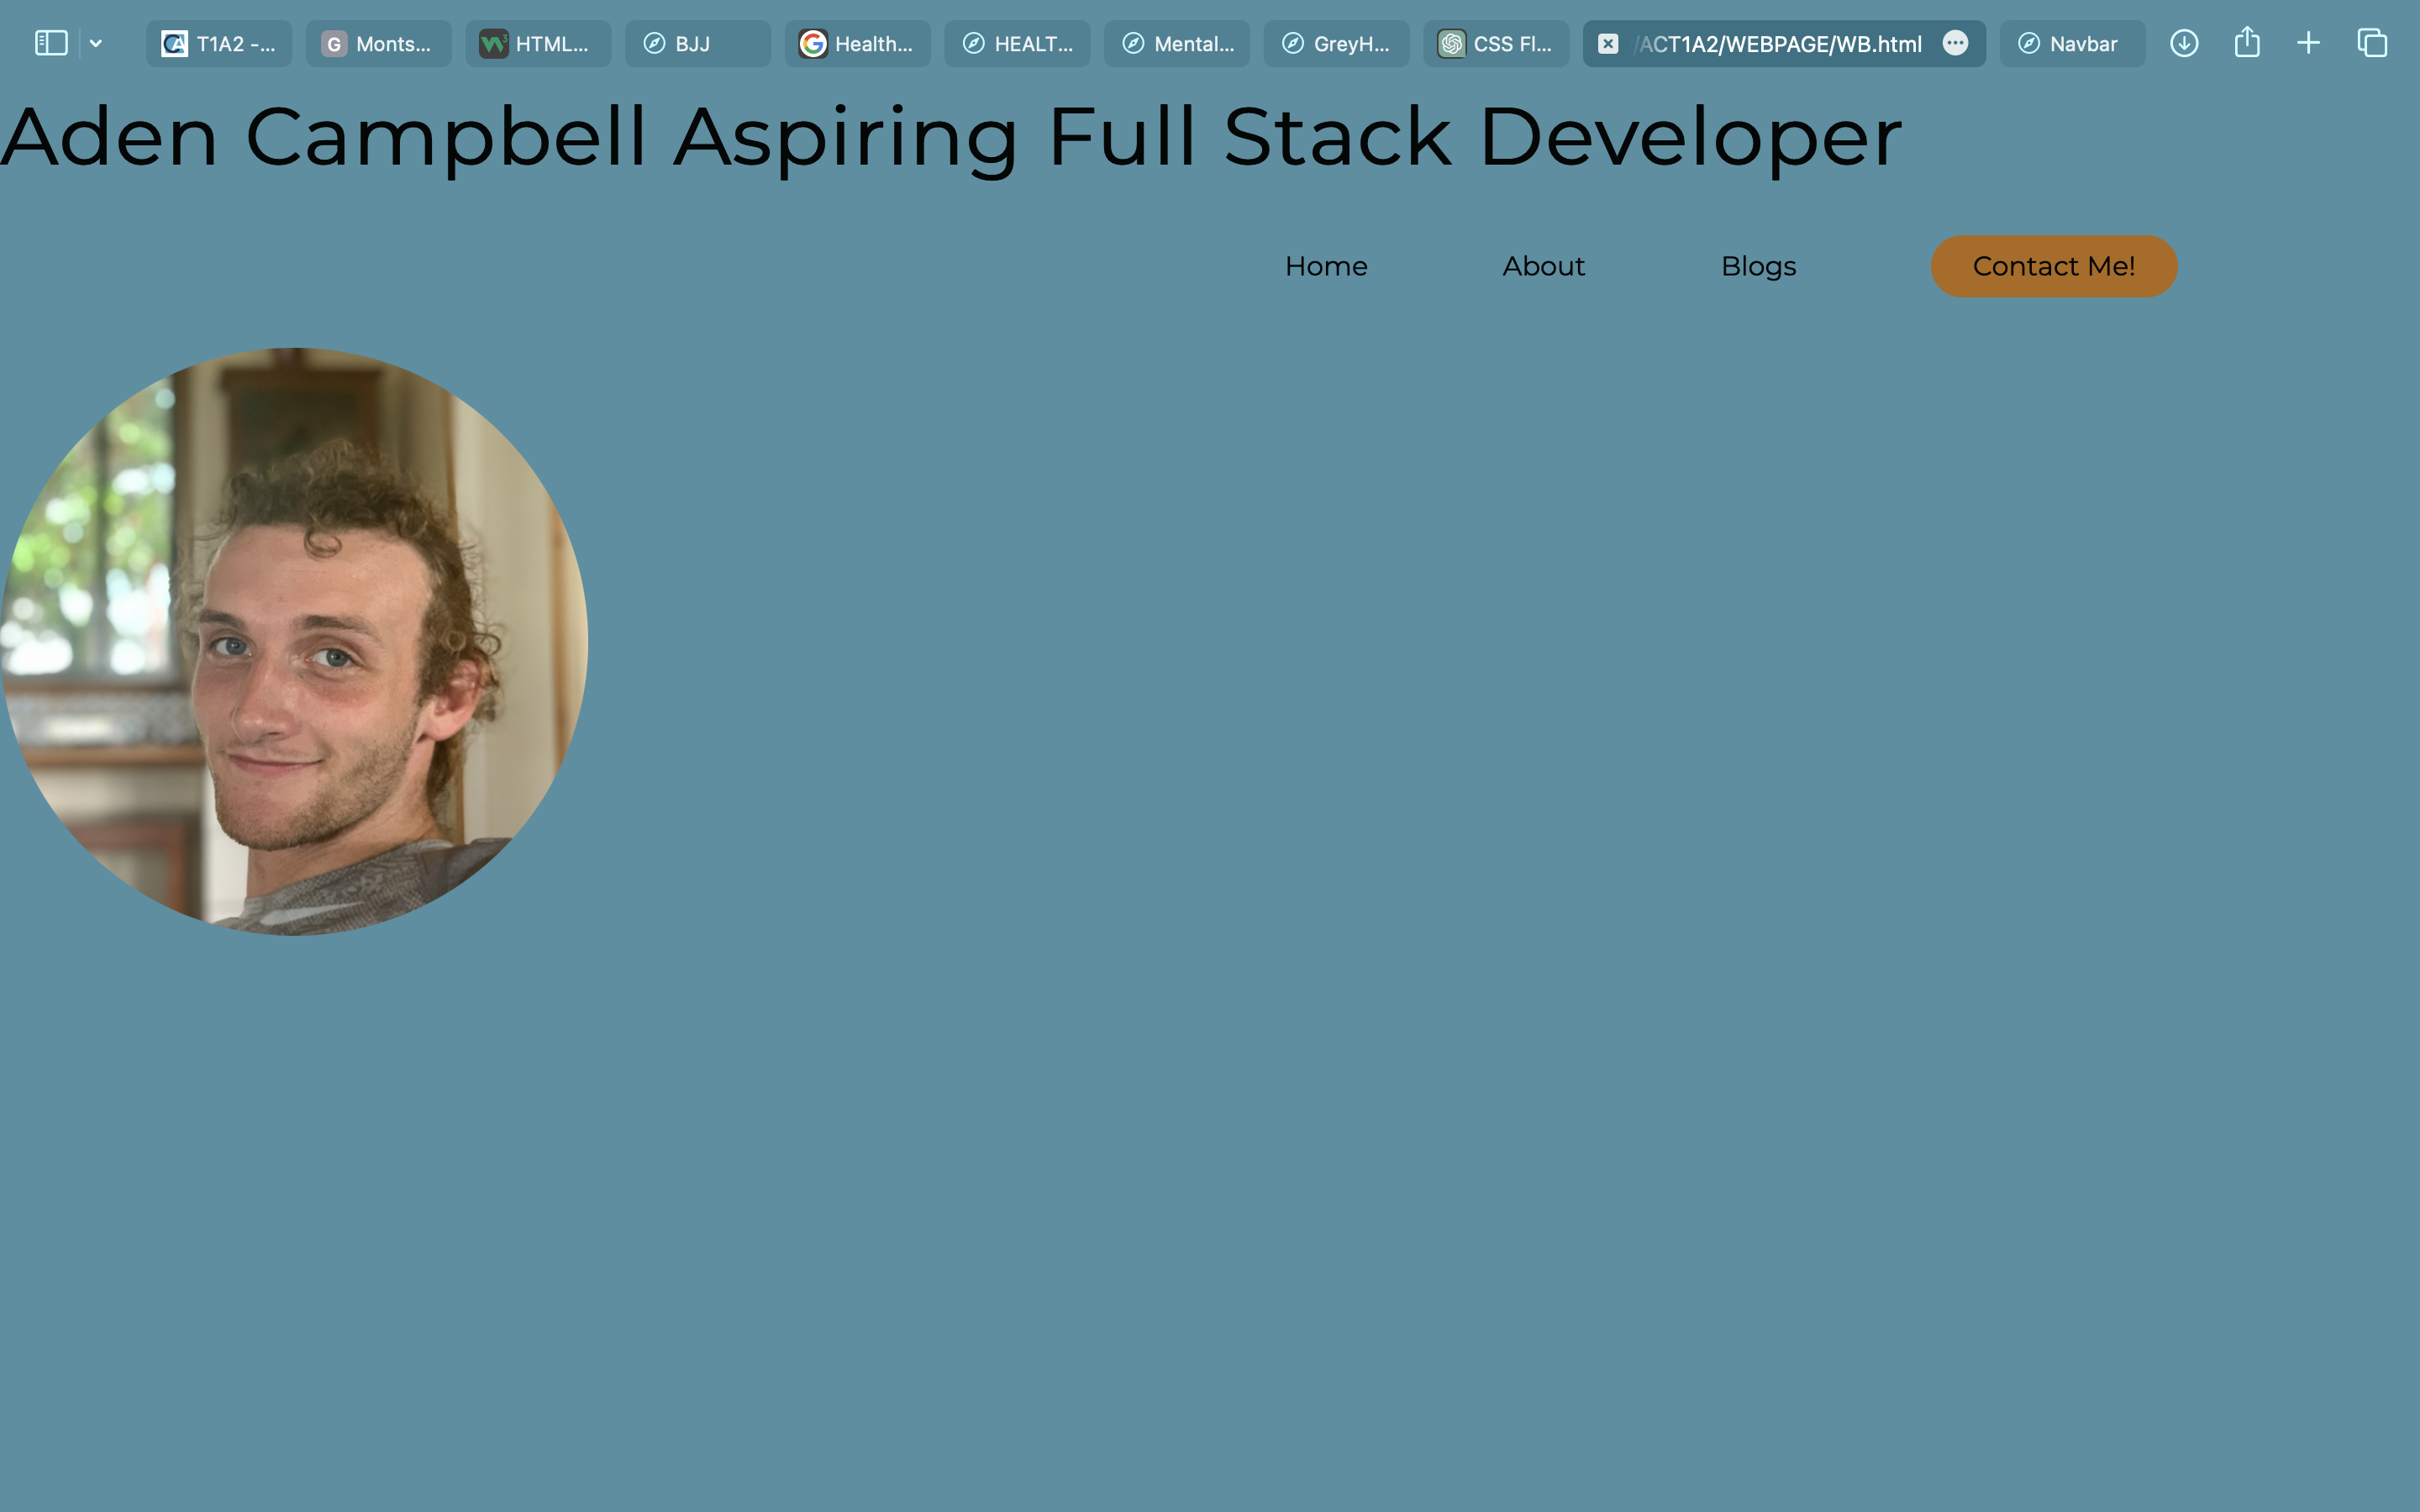 T1A2 -... G Monts... HTML... BJJ Health... HEALT... Mental... GreyH... CSS Fl... /ACT1A2/WEBPAGE/WB.html Navbar
Aden Campbell Aspiring Full Stack Developer
Home About Blogs Contact Me!